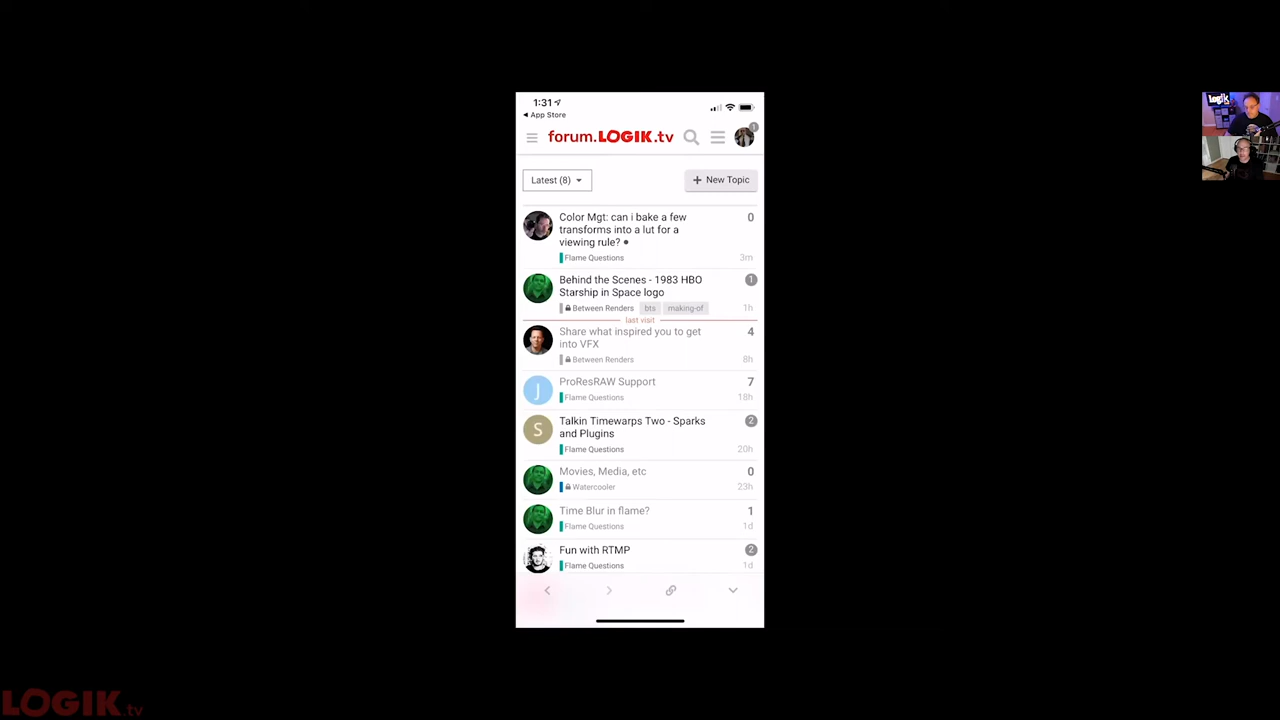 1:31
◀ App Store
forum.LOGIK.tv
1
Latest (8)
+ New Topic
Color Mgt: can i bake a few
transforms into a lut for a
viewing rule?
0
Flame Questions
3m
Behind the Scenes - 1983 HBO
Starship in Space logo
1
Between Renders bts making-of
1h
last visit
Share what inspired you to get
into VFX
4
Between Renders
8h
J
ProResRAW Support
7
Flame Questions
18h
S
Talkin Timewarps Two - Sparks
and Plugins
2
Flame Questions
20h
Movies, Media, etc
0
Watercooler
23h
Time Blur in flame?
1
Flame Questions
1d
Fun with RTMP
2
Flame Questions
1d
Logik
LOGIK.tv